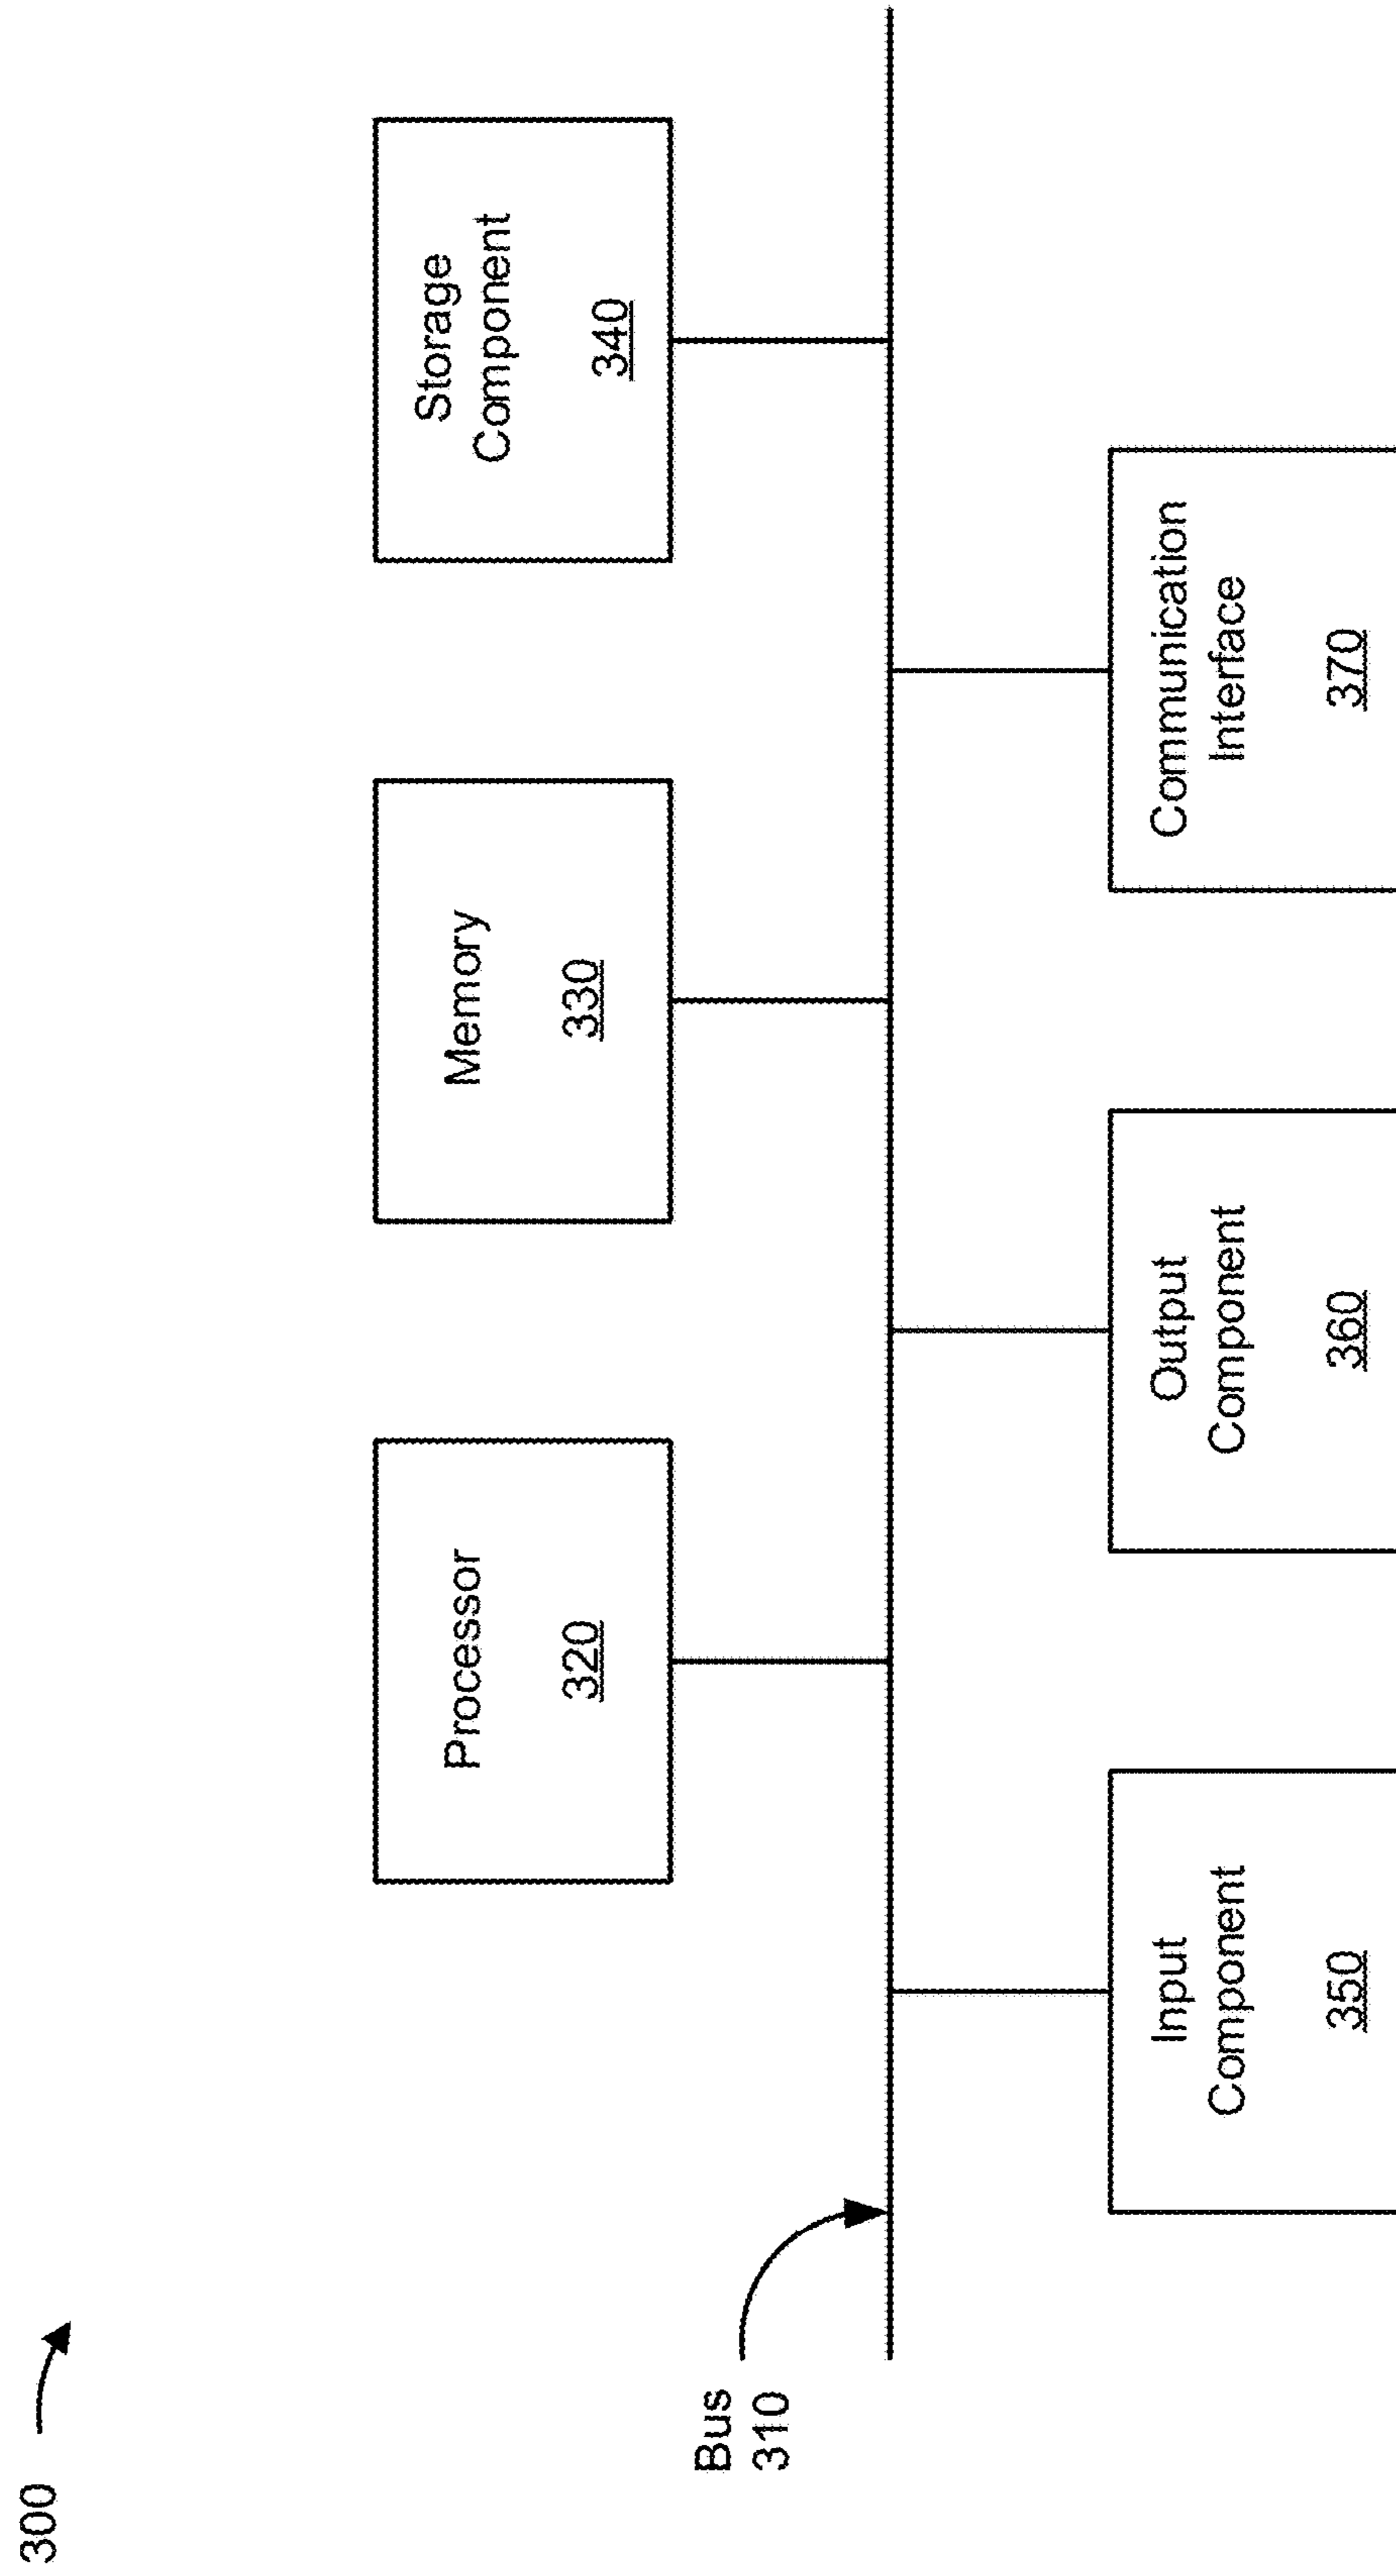 300
Bus
310
Processor
320
Memory
330
Storage
Component
340
Input
Component
350
Output
Component
360
Communication
Interface
370